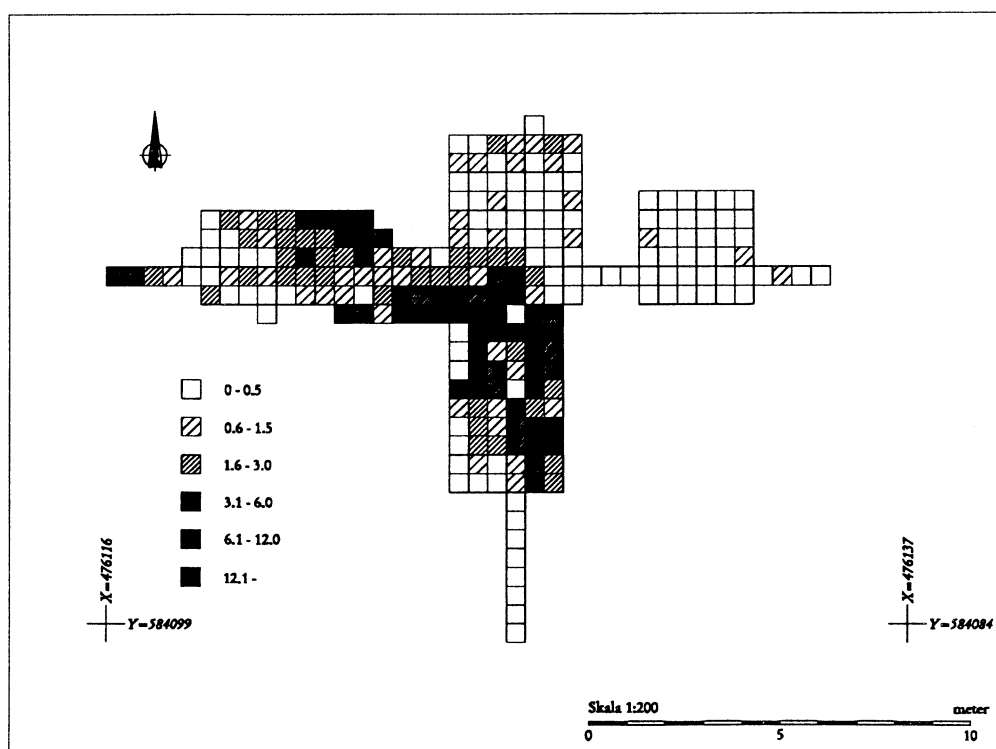 0 - 0.5
0.6 - 1.5
1.6 - 3.0
3.1 - 6.0
6.1 - 12.0
12.1 -
X=476116
Y=584099
X=476137
Y=584084
Skala 1:200 meter
0 5 10